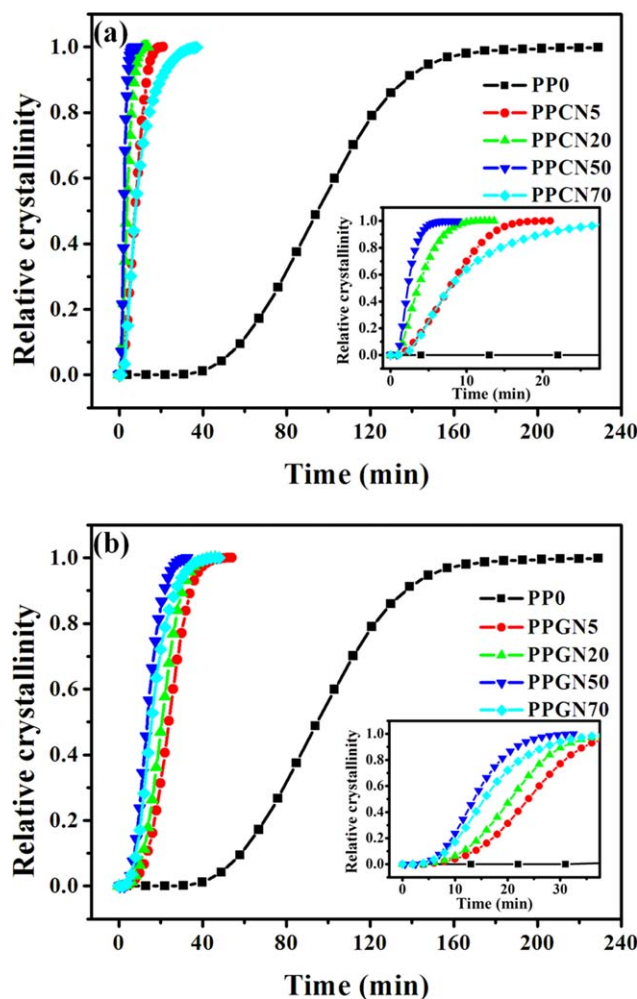 (a)
1.0
0.8
0.6
0.4
0.2
0.0
Relative crystallinity
PP0
PPCN5
PPCN20
PPCN50
PPCN70
1.0
0.8
0.6
0.4
0.2
0.0
Relative crystallinity
0 10 20
Time (min)
0 40 80 120 160 200 240
Time (min)
(b)
1.0
0.8
0.6
0.4
0.2
0.0
Relative crystallinity
PP0
PPGN5
PPGN20
PPGN50
PPGN70
1.0
0.8
0.6
0.4
0.2
0.0
Relative crystallinity
0 10 20 30
Time (min)
0 40 80 120 160 200 240
Time (min)